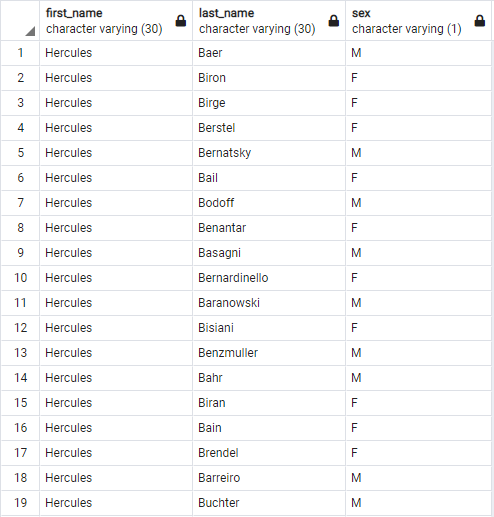 first_name last_name sex
character varying (30) character varying (30) character varying (1)
1 Hercules Baer M
2 Hercules Biron F
3 Hercules Birge F
4 Hercules Berstel F
5 Hercules Bernatsky M
6 Hercules Bail F
7 Hercules Bodoff M
8 Hercules Benantar F
9 Hercules Basagni M
10 Hercules Bernardinello F
11 Hercules Baranowski M
12 Hercules Bisiani F
13 Hercules Benzmuller M
14 Hercules Bahr M
15 Hercules Biran F
16 Hercules Bain F
17 Hercules Brendel F
18 Hercules Barreiro M
19 Hercules Buchter M